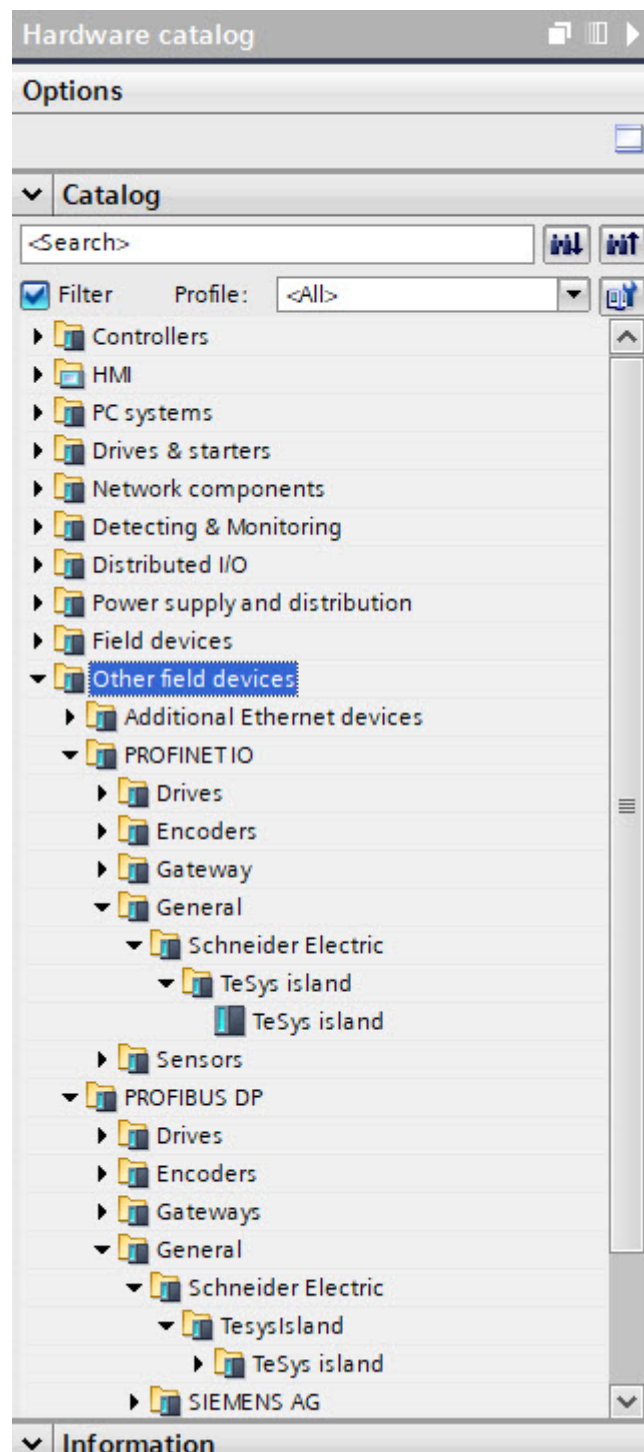 Hardware catalog
Options
Catalog
<Search>
Filter Profile: <All>
Controllers
HMI
PC systems
Drives & starters
Network components
Detecting & Monitoring
Distributed I/O
Power supply and distribution
Field devices
Other field devices
Additional Ethernet devices
PROFINET IO
Drives
Encoders
Gateway
General
Schneider Electric
TeSys island
TeSys island
Sensors
PROFIBUS DP
Drives
Encoders
Gateways
General
Schneider Electric
TesysIsland
TeSys island
SIEMENS AG
Information